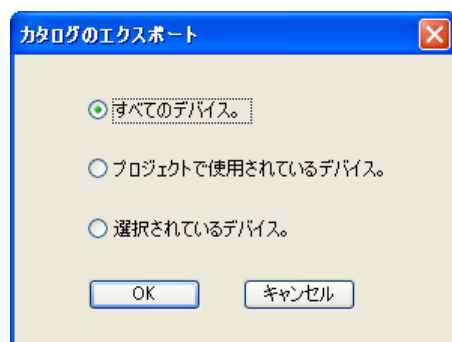 カタログのエクスポート
すべてのデバイス。
プロジェクトで使用されているデバイス。
選択されているデバイス。
OK キャンセル